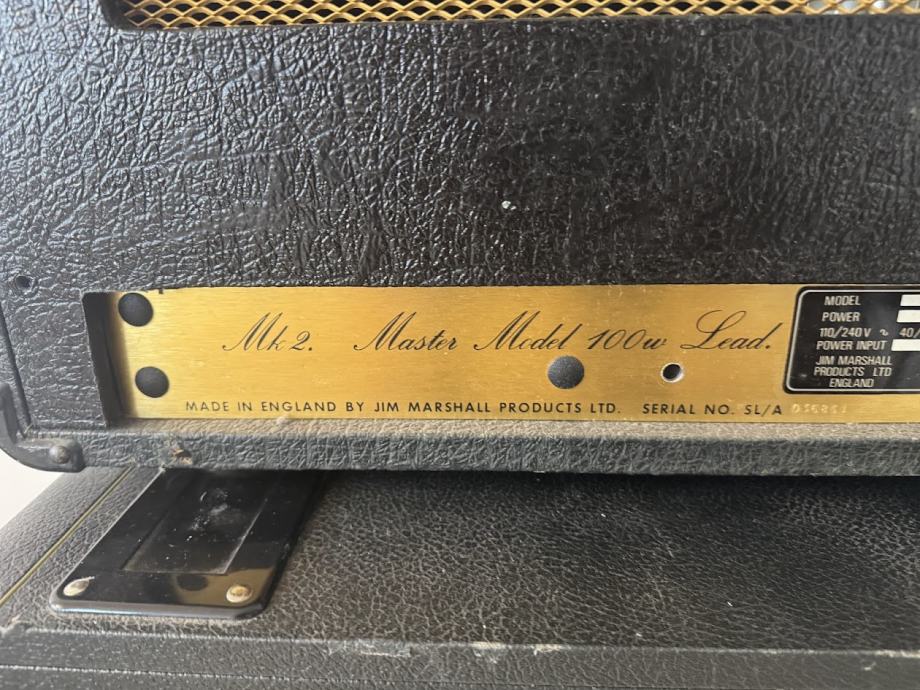 Mk 2. Master Model 100w Lead.
MADE IN ENGLAND BY JIM MARSHALL PRODUCTS LTD. SERIAL NO. SL/A
MODEL
POWER
110/240V ~ 40/
POWER INPUT
JIM MARSHALL
PRODUCTS LTD
ENGLAND